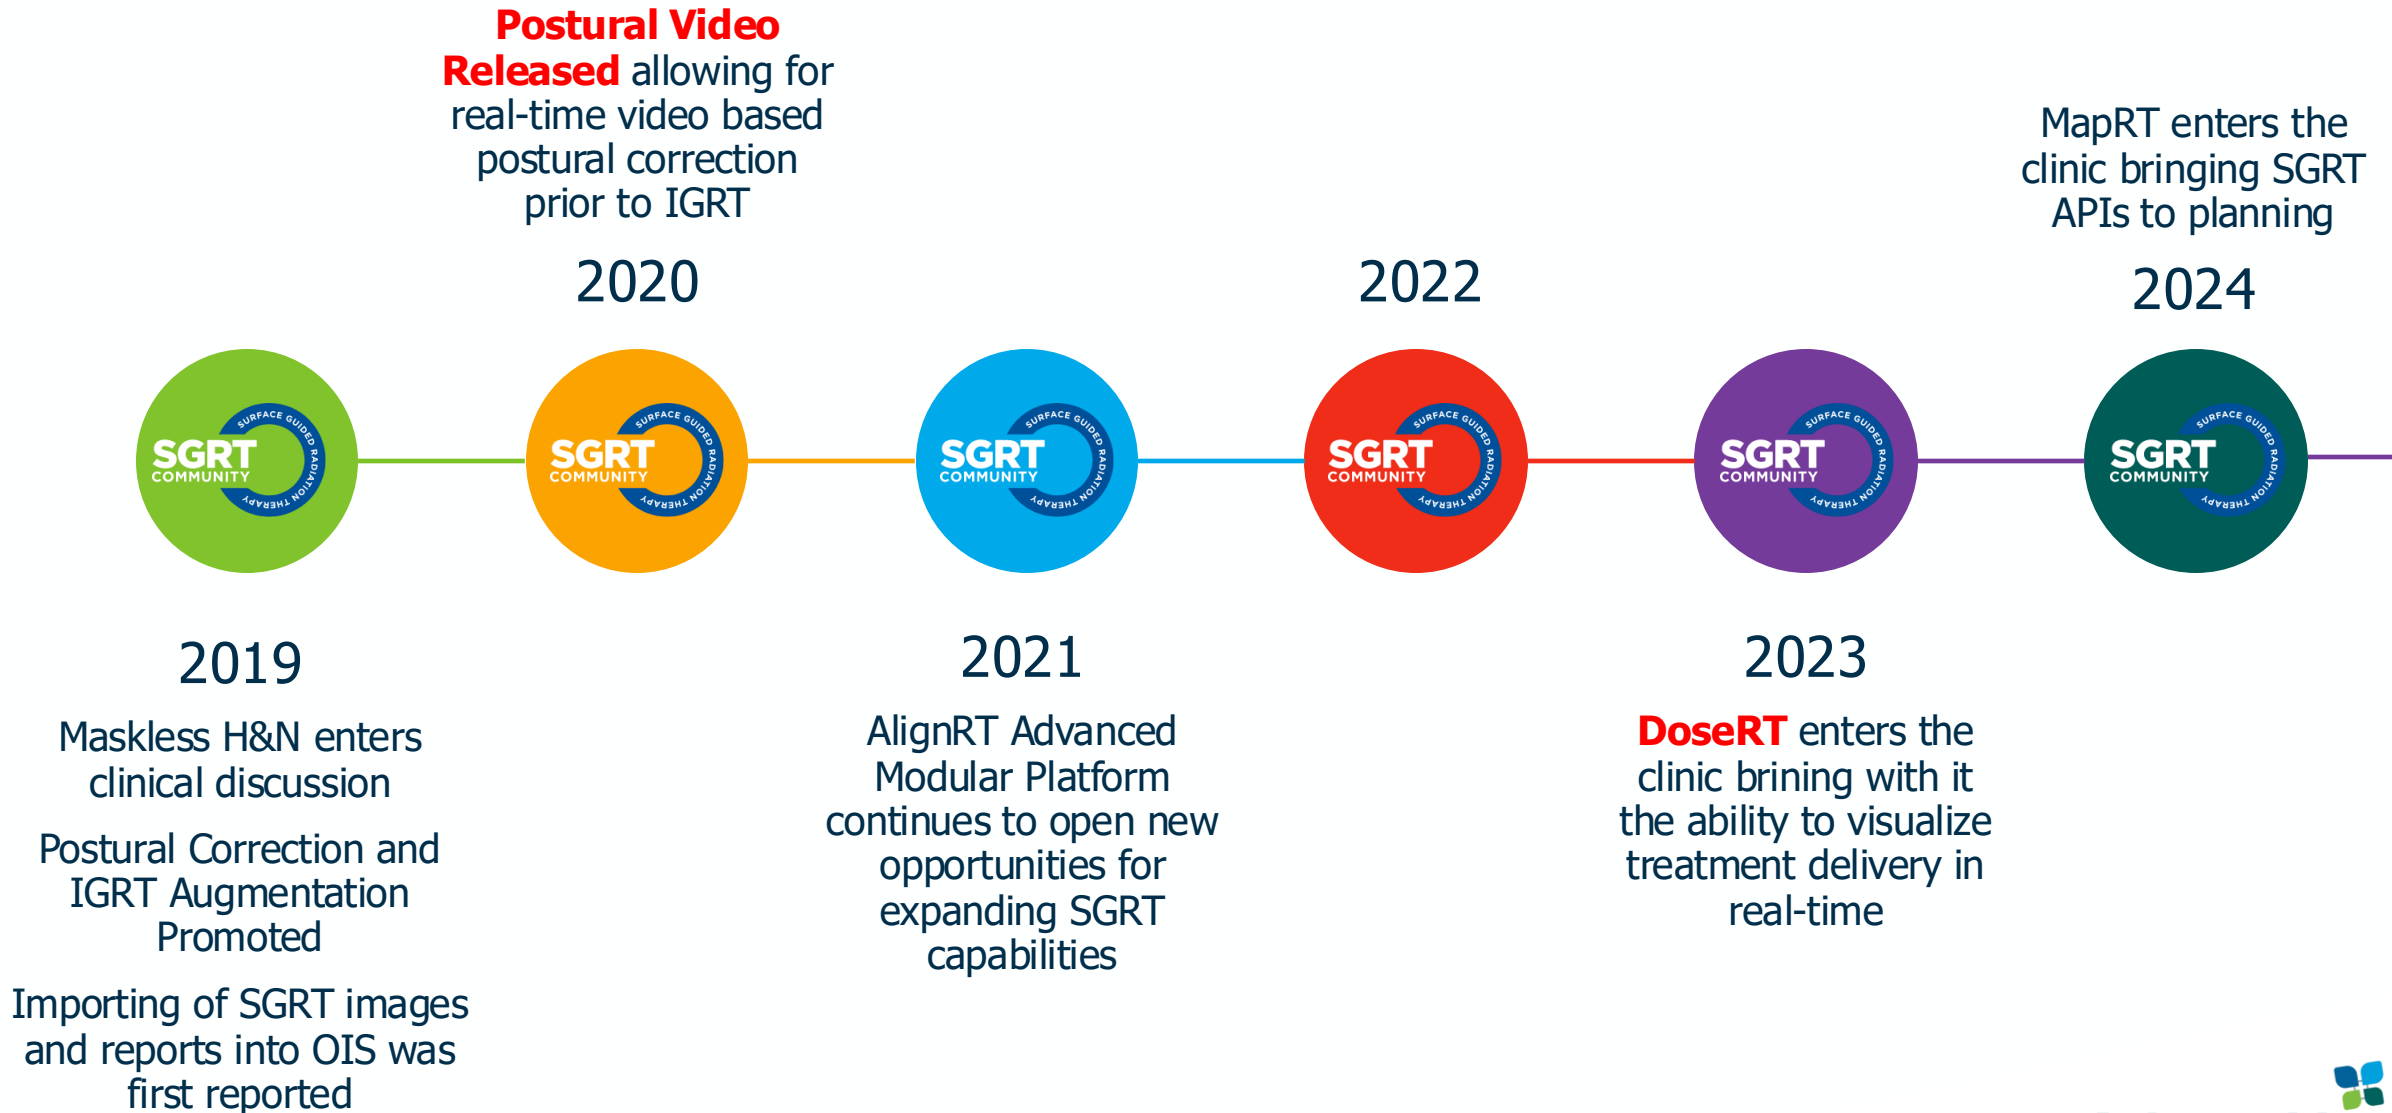 Postural Video
Released allowing for
real-time video based
postural correction
prior to IGRT
2020
2022
MapRT enters the
clinic bringing SGRT
APIs to planning
2024
SGRT
COMMUNITY
SURFACE GUIDED RADIATION THERAPY
SGRT
COMMUNITY
SURFACE GUIDED RADIATION THERAPY
SGRT
COMMUNITY
SURFACE GUIDED RADIATION THERAPY
SGRT
COMMUNITY
SURFACE GUIDED RADIATION THERAPY
SGRT
COMMUNITY
SURFACE GUIDED RADIATION THERAPY
SGRT
COMMUNITY
SURFACE GUIDED RADIATION THERAPY
2019
Maskless H&N enters
clinical discussion
Postural Correction and
IGRT Augmentation
Promoted
Importing of SGRT images
and reports into OIS was
first reported
2021
AlignRT Advanced
Modular Platform
continues to open new
opportunities for
expanding SGRT
capabilities
2023
DoseRT enters the
clinic brining with it
the ability to visualize
treatment delivery in
real-time